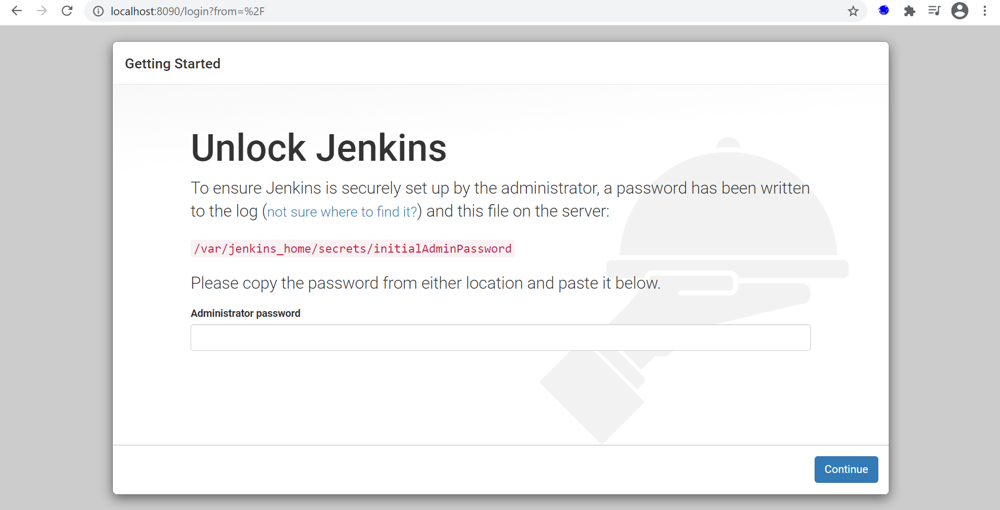 localhost:8090/login?from=%2F
Getting Started
Unlock Jenkins
To ensure Jenkins is securely set up by the administrator, a password has been written
to the log (not sure where to find it?) and this file on the server:
/var/jenkins_home/secrets/initialAdminPassword
Please copy the password from either location and paste it below.
Administrator password
Continue